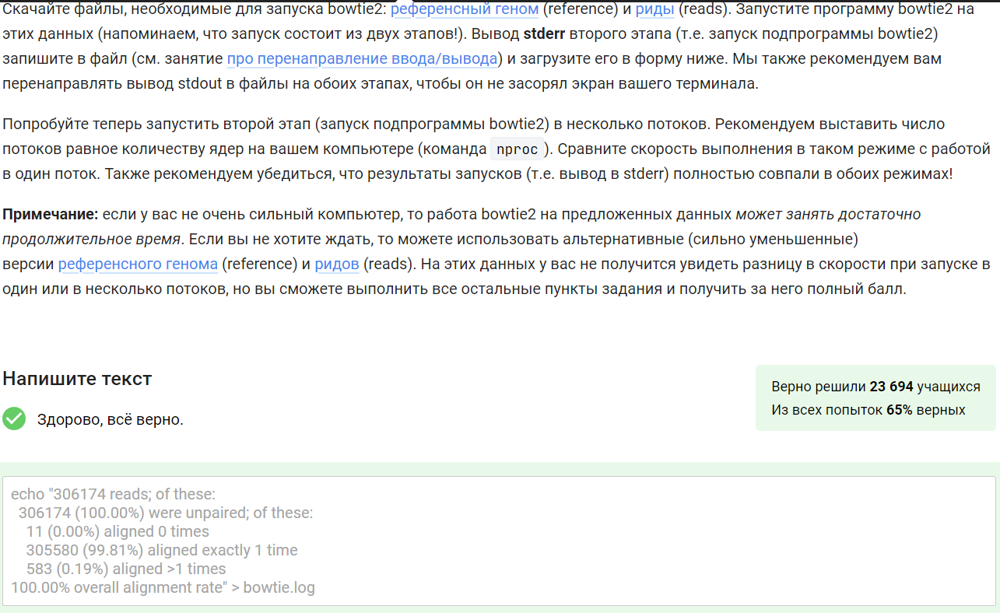 Скачайте файлы, необходимые для запуска bowtie2: референсный геном (reference) и риды (reads). Запустите программу bowtie2 на
этих данных (напоминаем, что запуск состоит из двух этапов!). Вывод stderr второго этапа (т.е. запуск подпрограммы bowtie2)
запишите в файл (см. занятие про перенаправление ввода/вывода) и загрузите его в форму ниже. Мы также рекомендуем вам
перенаправлять вывод stdout в файлы на обоих этапах, чтобы он не засорял экран вашего терминала.
Попробуйте теперь запустить второй этап (запуск подпрограммы bowtie2) в несколько потоков. Рекомендуем выставить число
потоков равное количеству ядер на вашем компьютере (команда nproc). Сравните скорость выполнения в таком режиме с работой
в один поток. Также рекомендуем убедиться, что результаты запусков (т.е. вывод в stderr) полностью совпали в обоих режимах!
Примечание: если у вас не очень сильный компьютер, то работа bowtie2 на предложенных данных может занять достаточно
продолжительное время. Если вы не хотите ждать, то можете использовать альтернативные (сильно уменьшенные)
версии референсного генома (reference) и ридов (reads). На этих данных у вас не получится увидеть разницу в скорости при запуске в
один или в несколько потоков, но вы сможете выполнить все остальные пункты задания и получить за него полный балл.
Напишите текст
Верно решили 23 694 учащихся
Из всех попыток 65% верных
Здорово, всё верно.
echo "306174 reads; of these:
306174 (100.00%) were unpaired; of these:
11 (0.00%) aligned 0 times
305580 (99.81%) aligned exactly 1 time
583 (0.19%) aligned >1 times
100.00% overall alignment rate" > bowtie.log